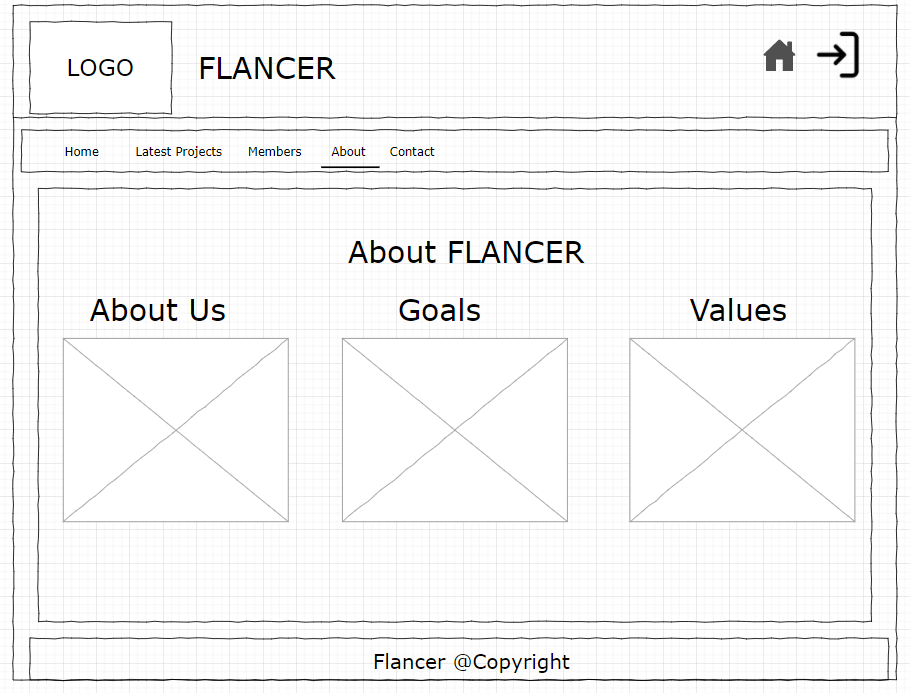 LOGO
FLANCER
Home Latest Projects Members About Contact
About FLANCER
About Us Goals Values
Flancer @Copyright